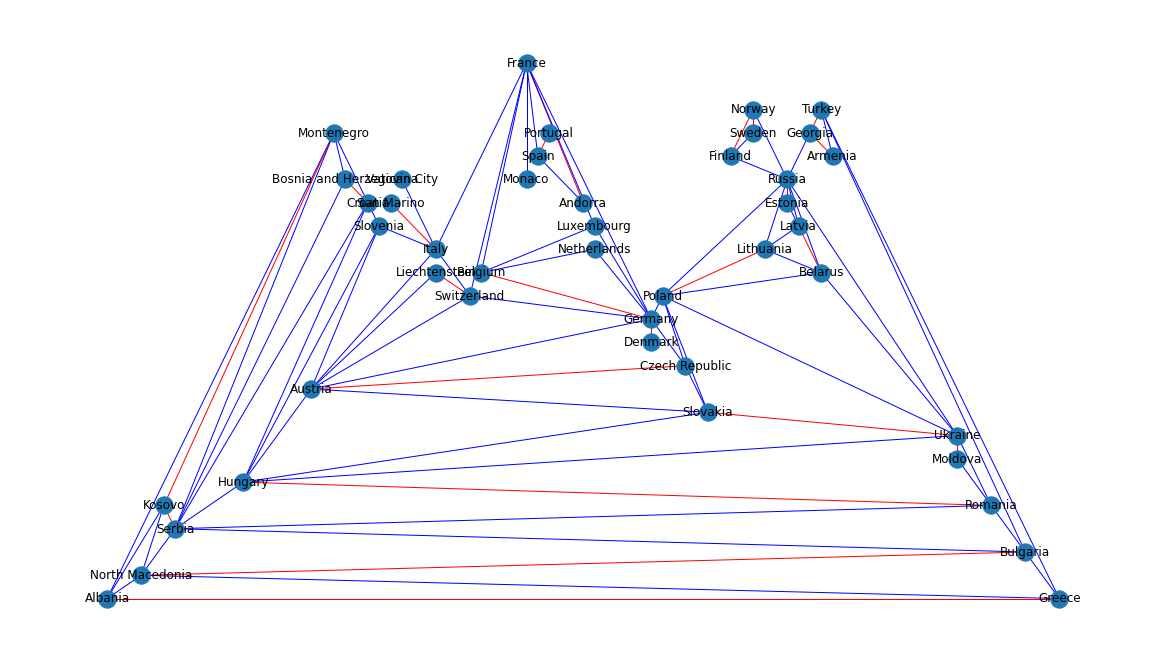 France
Norway
Turkey
Montenegro
Portugal
Sweden
Georgia
Spain
Finland
Armenia
Bosnia and Herzegovina
Vatican City
Monaco
Russia
Croatia
San Marino
Andorra
Estonia
Slovenia
Luxembourg
Latvia
Italy
Netherlands
Lithuania
Liechtenstein
Belgium
Belarus
Switzerland
Poland
Germany
Denmark
Czech Republic
Austria
Slovakia
Ukraine
Moldova
Hungary
Kosovo
Romania
Serbia
Bulgaria
North Macedonia
Albania
Greece